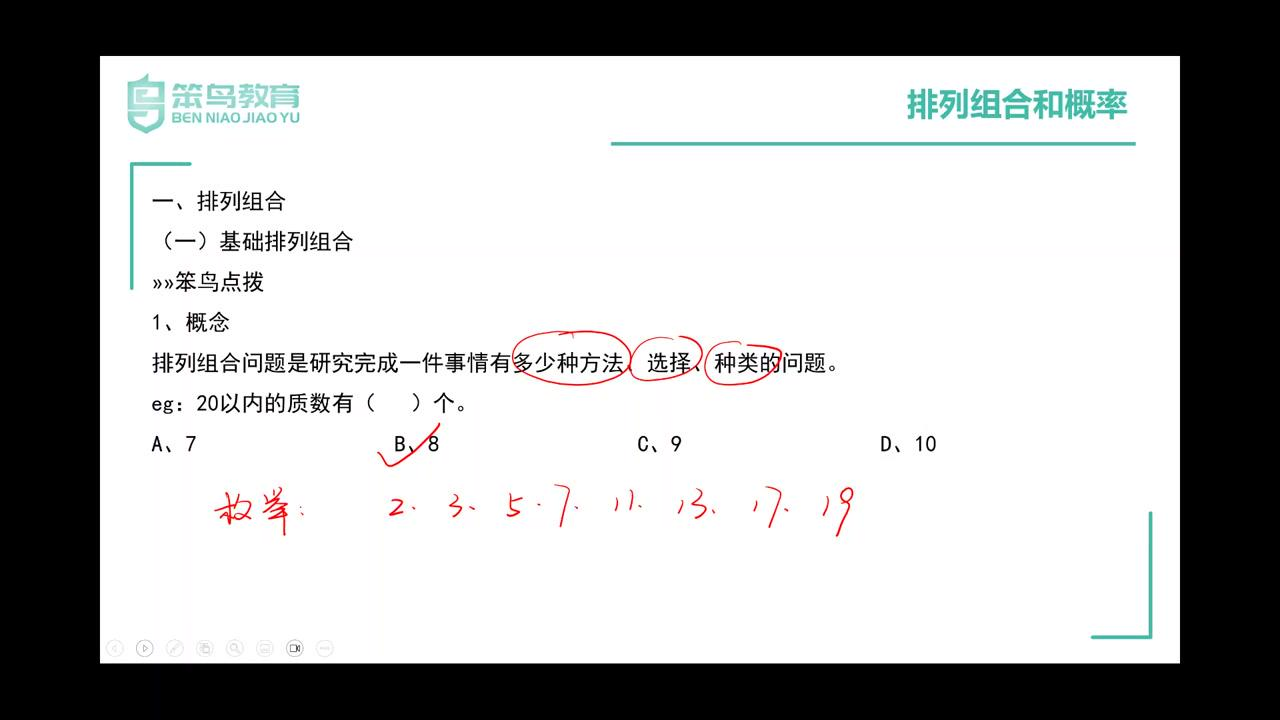 笨鸟教育
BEN NIAO JIAO YU
排列组合和概率
一、排列组合
（一）基础排列组合
»»笨鸟点拨
1、概念
排列组合问题是研究完成一件事情有多少种方法、选择、种类的问题。
eg：20以内的质数有（ ）个。
A、7 B、8 C、9 D、10
枚举： 2、3、5、7、11、13、17、19